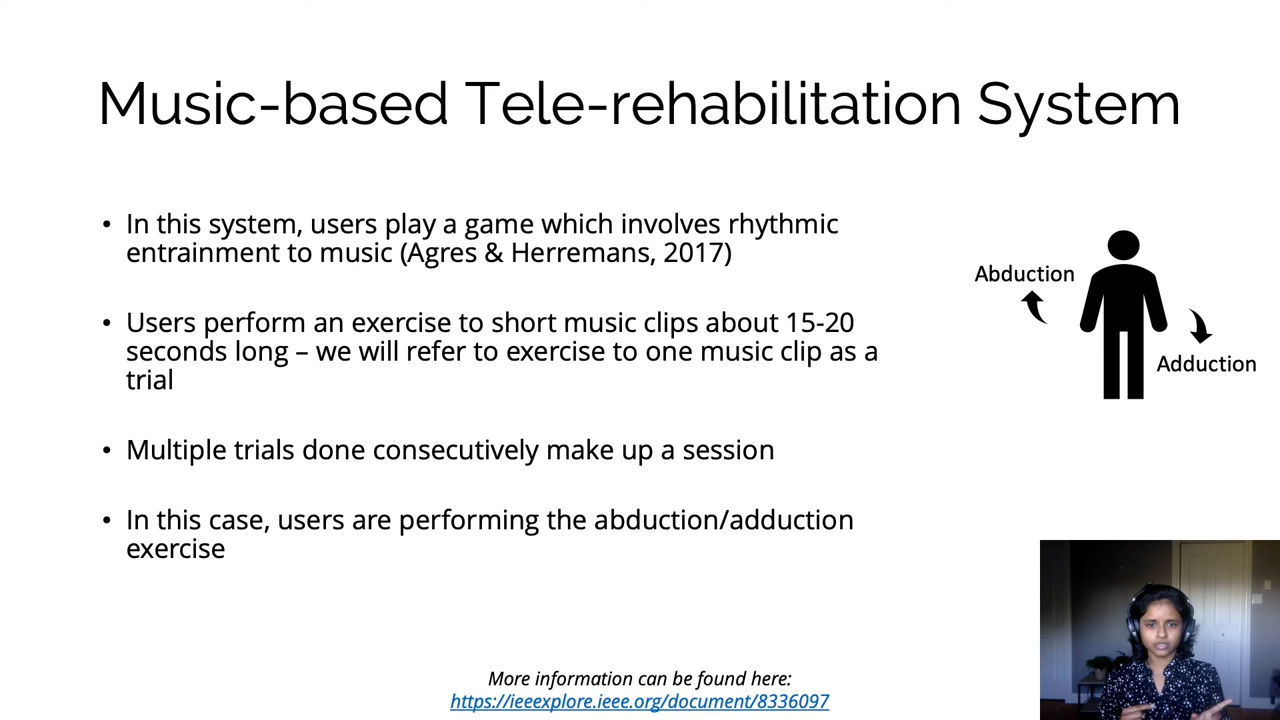 Music-based Tele-rehabilitation System
• In this system, users play a game which involves rhythmic
entrainment to music (Agres & Herremans, 2017)
• Users perform an exercise to short music clips about 15-20
seconds long – we will refer to exercise to one music clip as a
trial
• Multiple trials done consecutively make up a session
• In this case, users are performing the abduction/adduction
exercise
Abduction
Adduction
More information can be found here:
https://ieeexplore.ieee.org/document/8336097